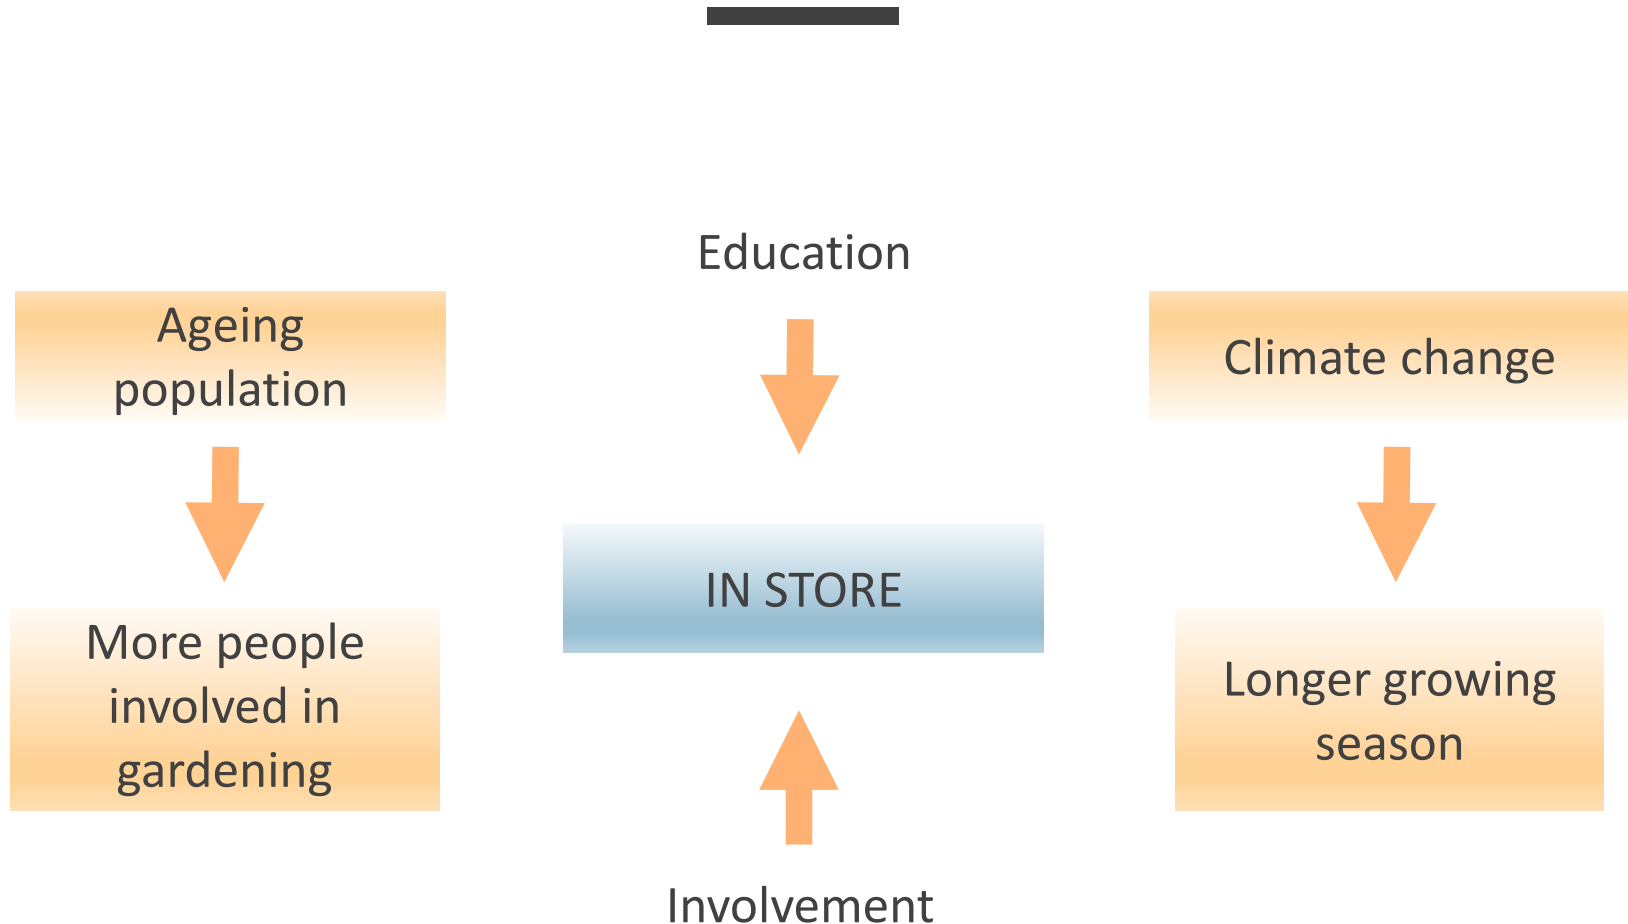 Education
Ageing
population
Climate change
IN STORE
More people
involved in
gardening
Longer growing
season
Involvement